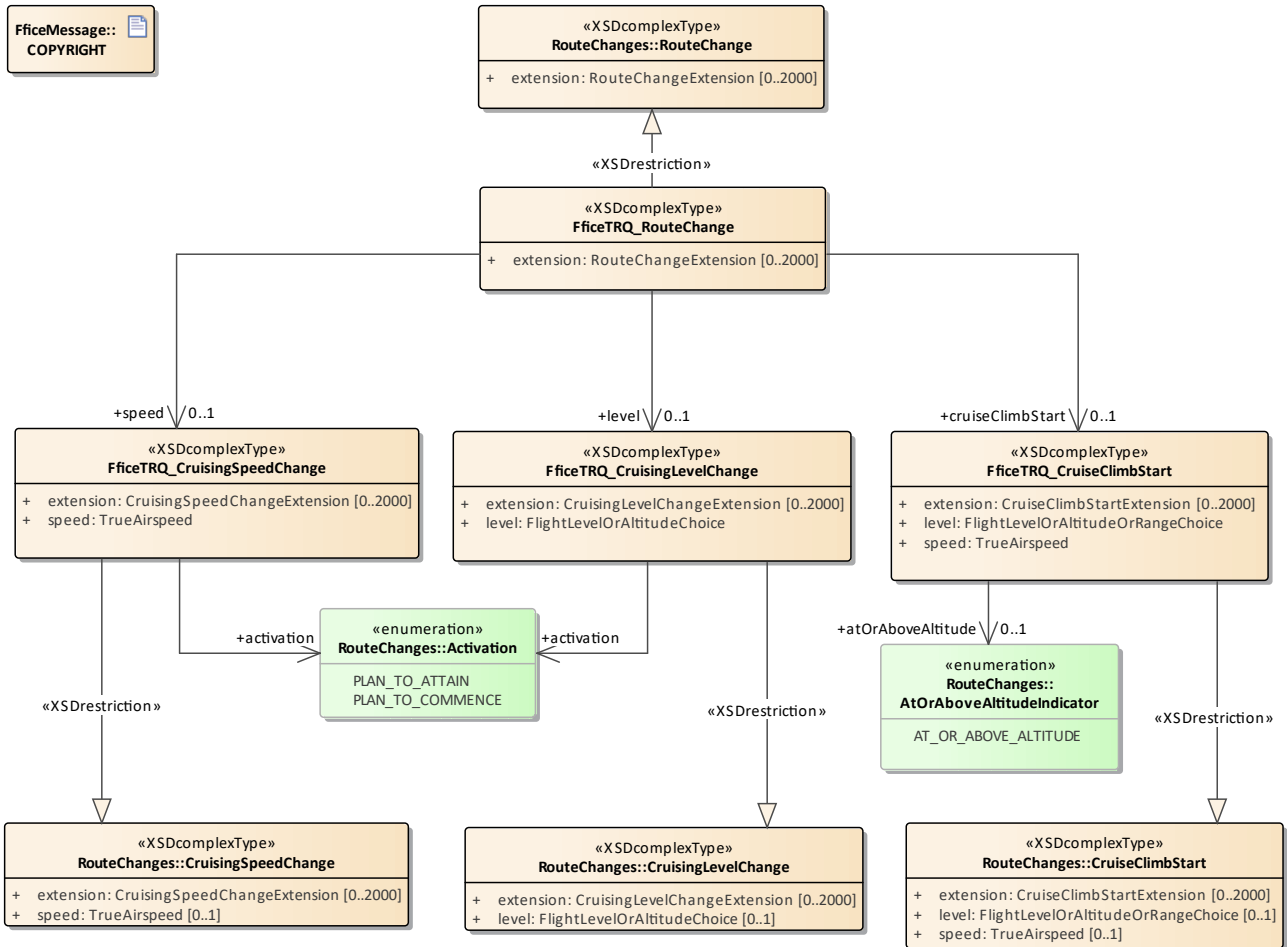 FficeMessage::
COPYRIGHT
«XSDcomplexType»
RouteChanges::RouteChange
+ extension: RouteChangeExtension [0..2000]
«XSDrestriction»
«XSDcomplexType»
FficeTRQ_RouteChange
+ extension: RouteChangeExtension [0..2000]
+speed 0..1
+level 0..1
+cruiseClimbStart 0..1
«XSDcomplexType»
FficeTRQ_CruisingSpeedChange
+ extension: CruisingSpeedChangeExtension [0..2000]
+ speed: TrueAirspeed
«XSDcomplexType»
FficeTRQ_CruisingLevelChange
+ extension: CruisingLevelChangeExtension [0..2000]
+ level: FlightLevelOrAltitudeChoice
«XSDcomplexType»
FficeTRQ_CruiseClimbStart
+ extension: CruiseClimbStartExtension [0..2000]
+ level: FlightLevelOrAltitudeOrRangeChoice
+ speed: TrueAirspeed
+activation
«enumeration»
RouteChanges::Activation
PLAN_TO_ATTAIN
PLAN_TO_COMMENCE
+activation
+atOrAboveAltitude 0..1
«enumeration»
RouteChanges::
AtOrAboveAltitudeIndicator
AT_OR_ABOVE_ALTITUDE
«XSDrestriction»
«XSDrestriction»
«XSDrestriction»
«XSDcomplexType»
RouteChanges::CruisingSpeedChange
+ extension: CruisingSpeedChangeExtension [0..2000]
+ speed: TrueAirspeed [0..1]
«XSDcomplexType»
RouteChanges::CruisingLevelChange
+ extension: CruisingLevelChangeExtension [0..2000]
+ level: FlightLevelOrAltitudeChoice [0..1]
«XSDcomplexType»
RouteChanges::CruiseClimbStart
+ extension: CruiseClimbStartExtension [0..2000]
+ level: FlightLevelOrAltitudeOrRangeChoice [0..1]
+ speed: TrueAirspeed [0..1]